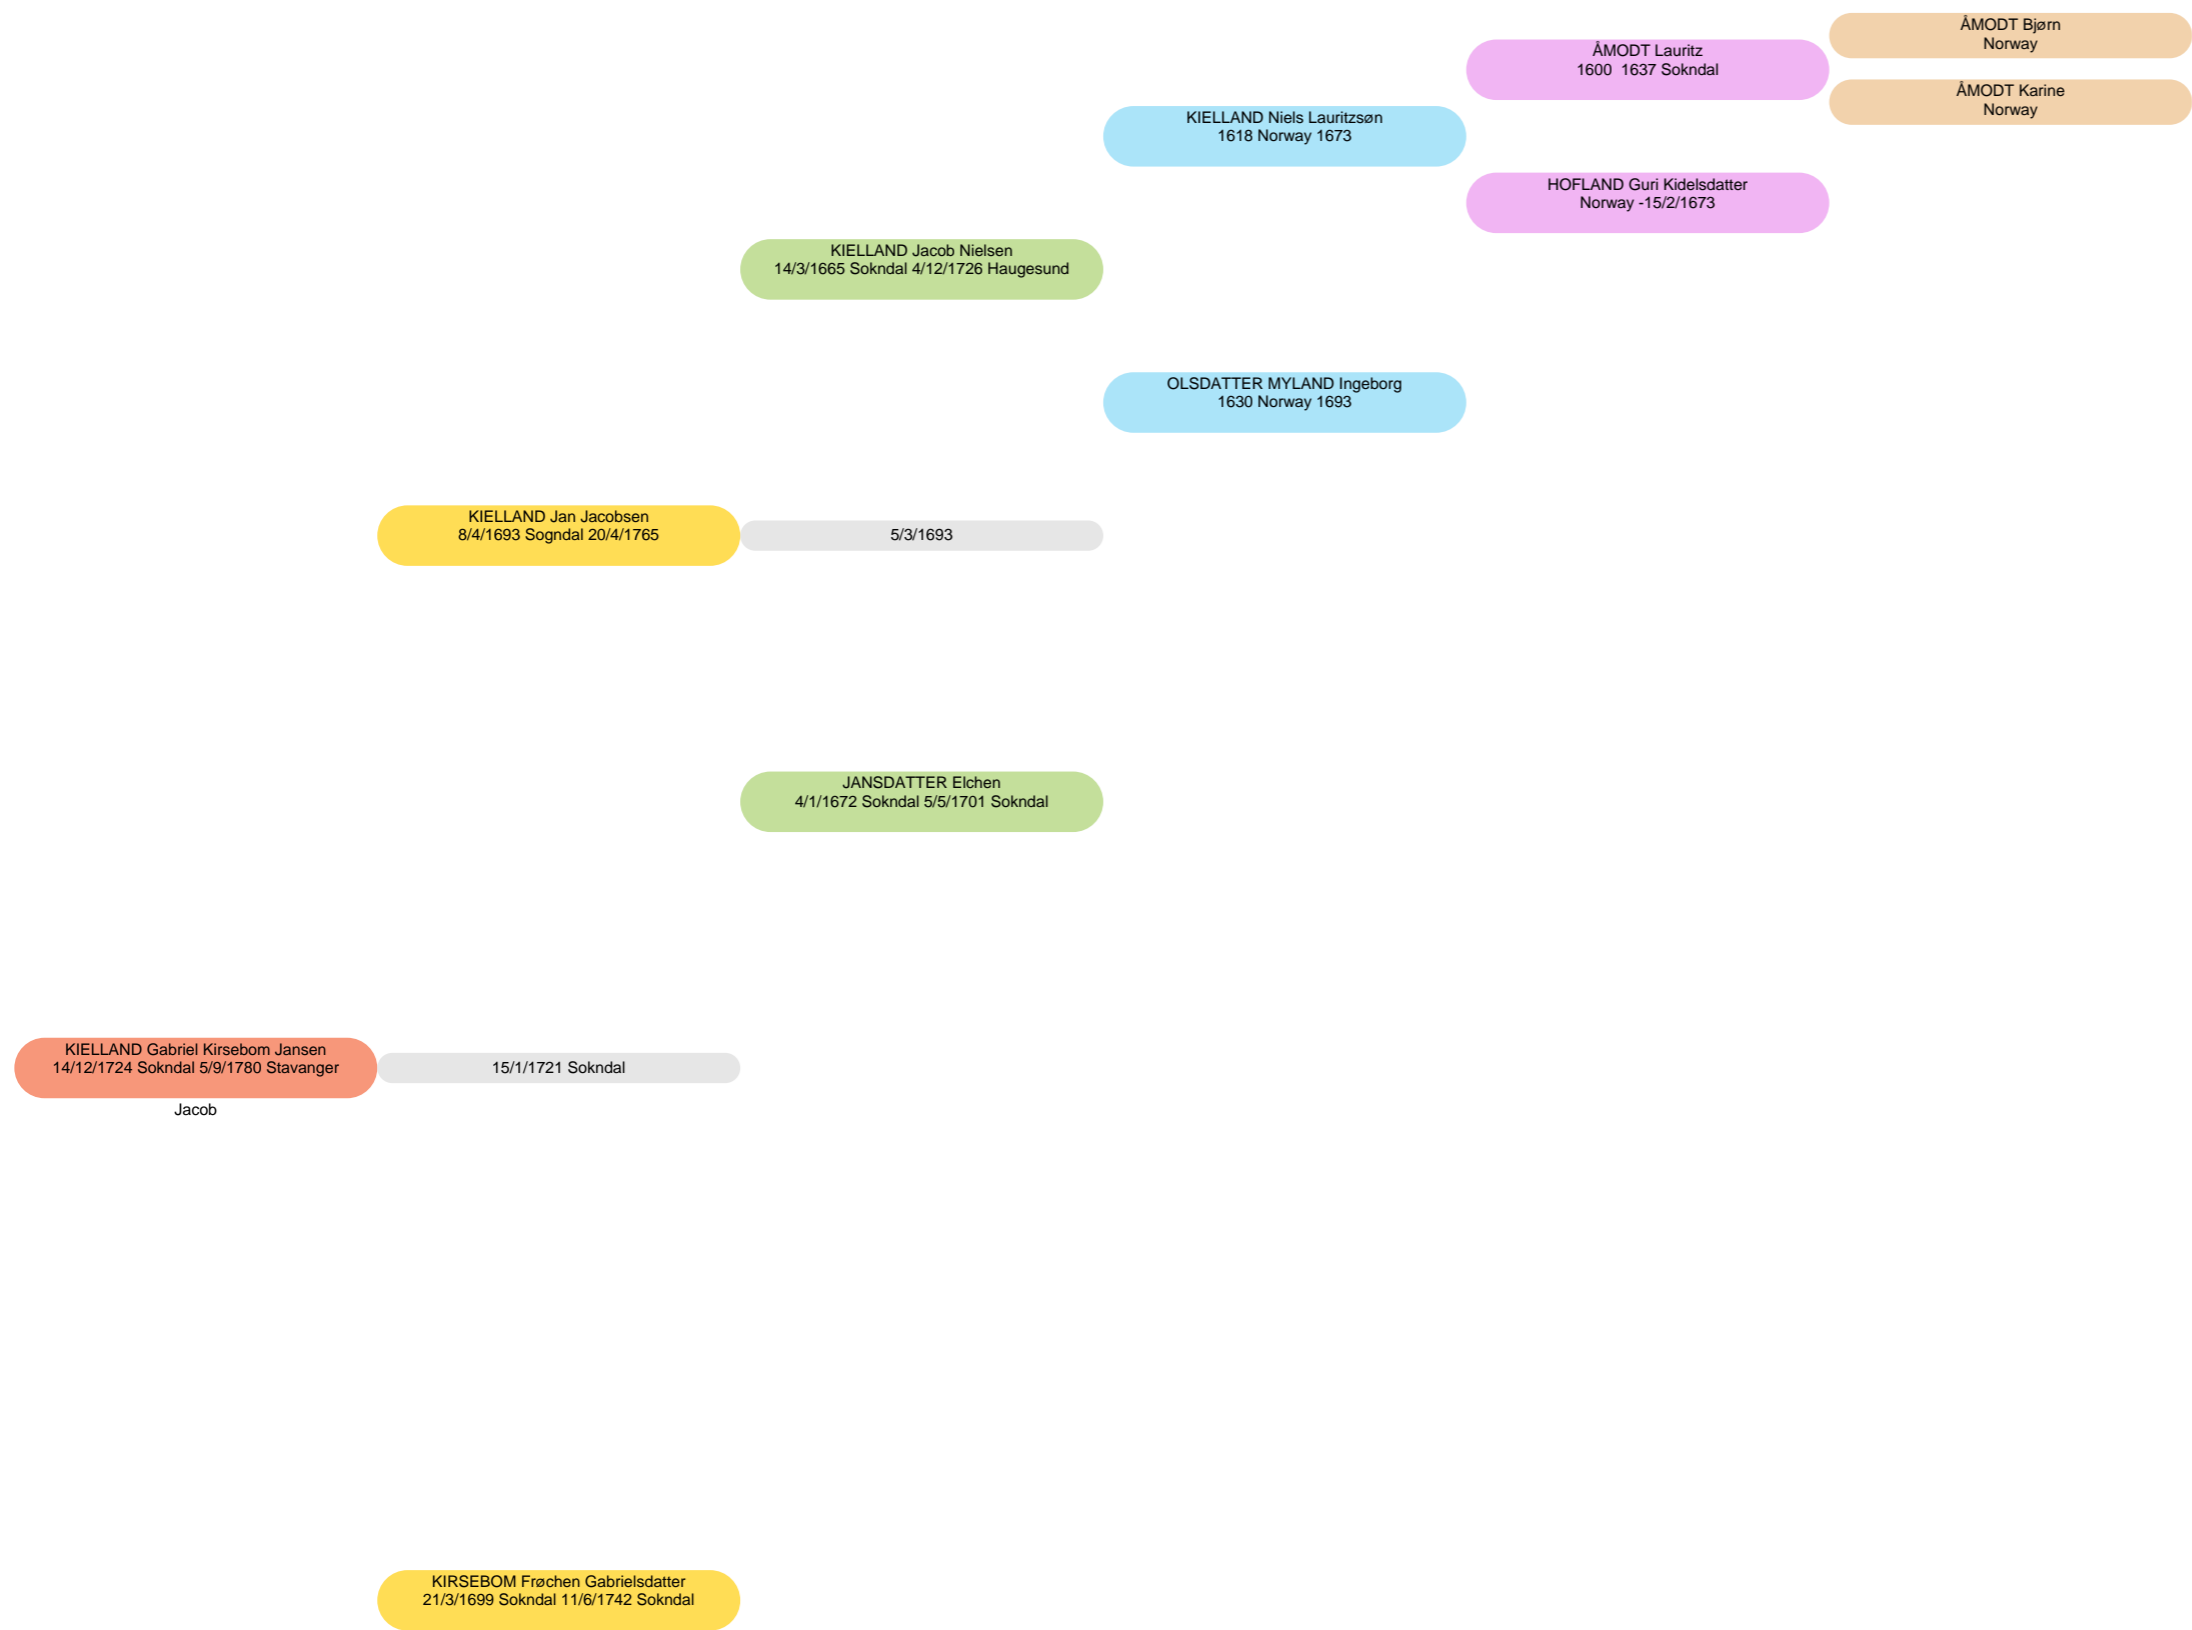 ÅMODT Bjørn
Norway
ÅMODT Lauritz
1600  1637 Sokndal
ÅMODT Karine
Norway
KIELLAND Niels Lauritzsøn
1618 Norway 1673
HOFLAND Guri Kidelsdatter
Norway -15/2/1673
KIELLAND Jacob Nielsen
14/3/1665 Sokndal 4/12/1726 Haugesund
OLSDATTER MYLAND Ingeborg
1630 Norway 1693
KIELLAND Jan Jacobsen
8/4/1693 Sogndal 20/4/1765
5/3/1693
JANSDATTER Elchen
4/1/1672 Sokndal 5/5/1701 Sokndal
KIELLAND Gabriel Kirsebom Jansen
14/12/1724 Sokndal 5/9/1780 Stavanger
15/1/1721 Sokndal
Jacob
KIRSEBOM Frøchen Gabrielsdatter
21/3/1699 Sokndal 11/6/1742 Sokndal